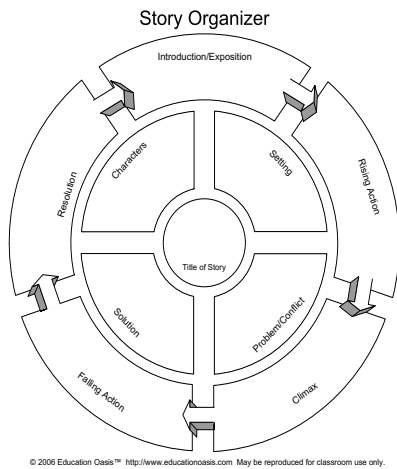 Story Organizer
Introduction/Exposition
Rising Action
Climax
Falling Action
Resolution
Characters
Setting
Problem/Conflict
Solution
Title of Story
© 2006 Education Oasis™ http://www.educationoasis.com May be reproduced for classroom use only.